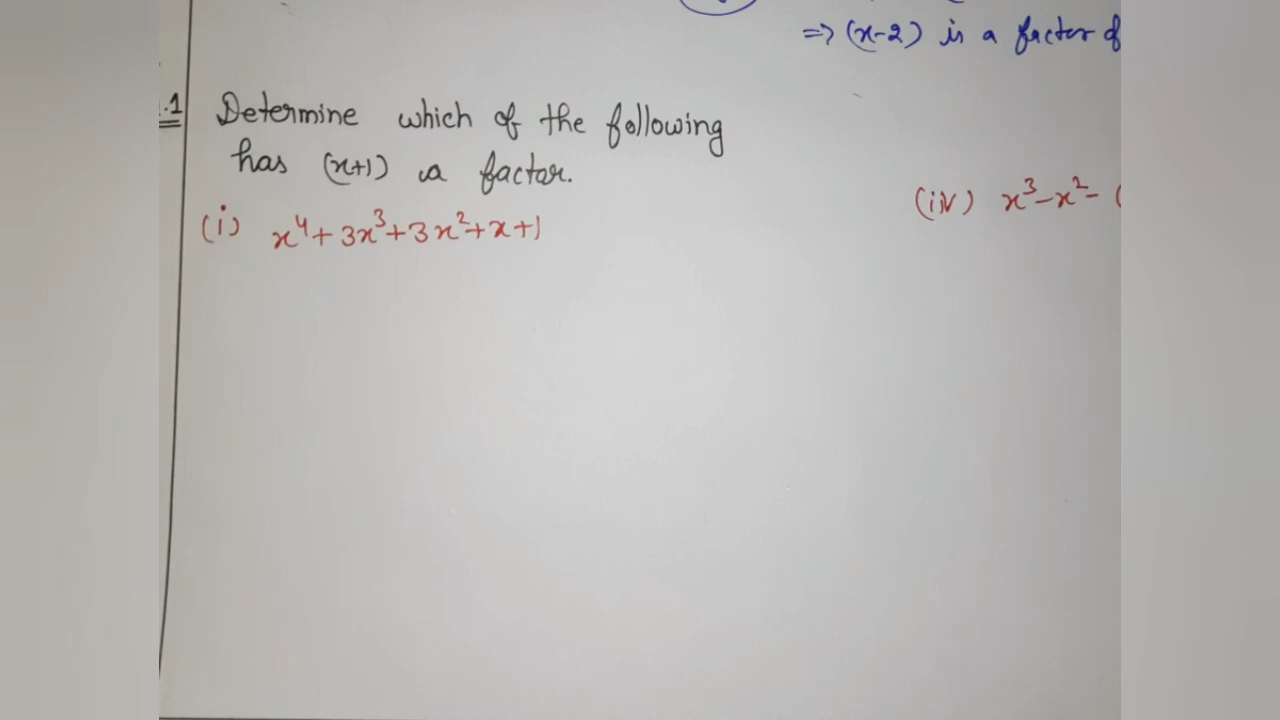 => (x-2) is a factor of
.1 Determine which of the following
has (x+1) a factor.
(i) x⁴+3x³+3x²+x+1
(iv) x³-x²-(